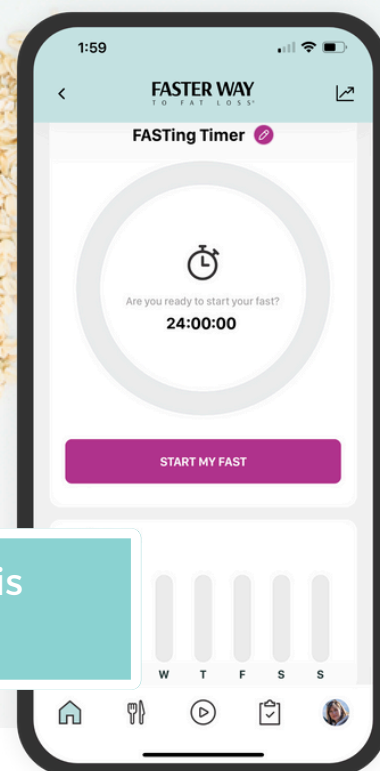 1:59
FASTER WAY
TO FAT LOSS®
FASTing Timer
Are you ready to start your fast?
24:00:00
START MY FAST
is
W T F S S